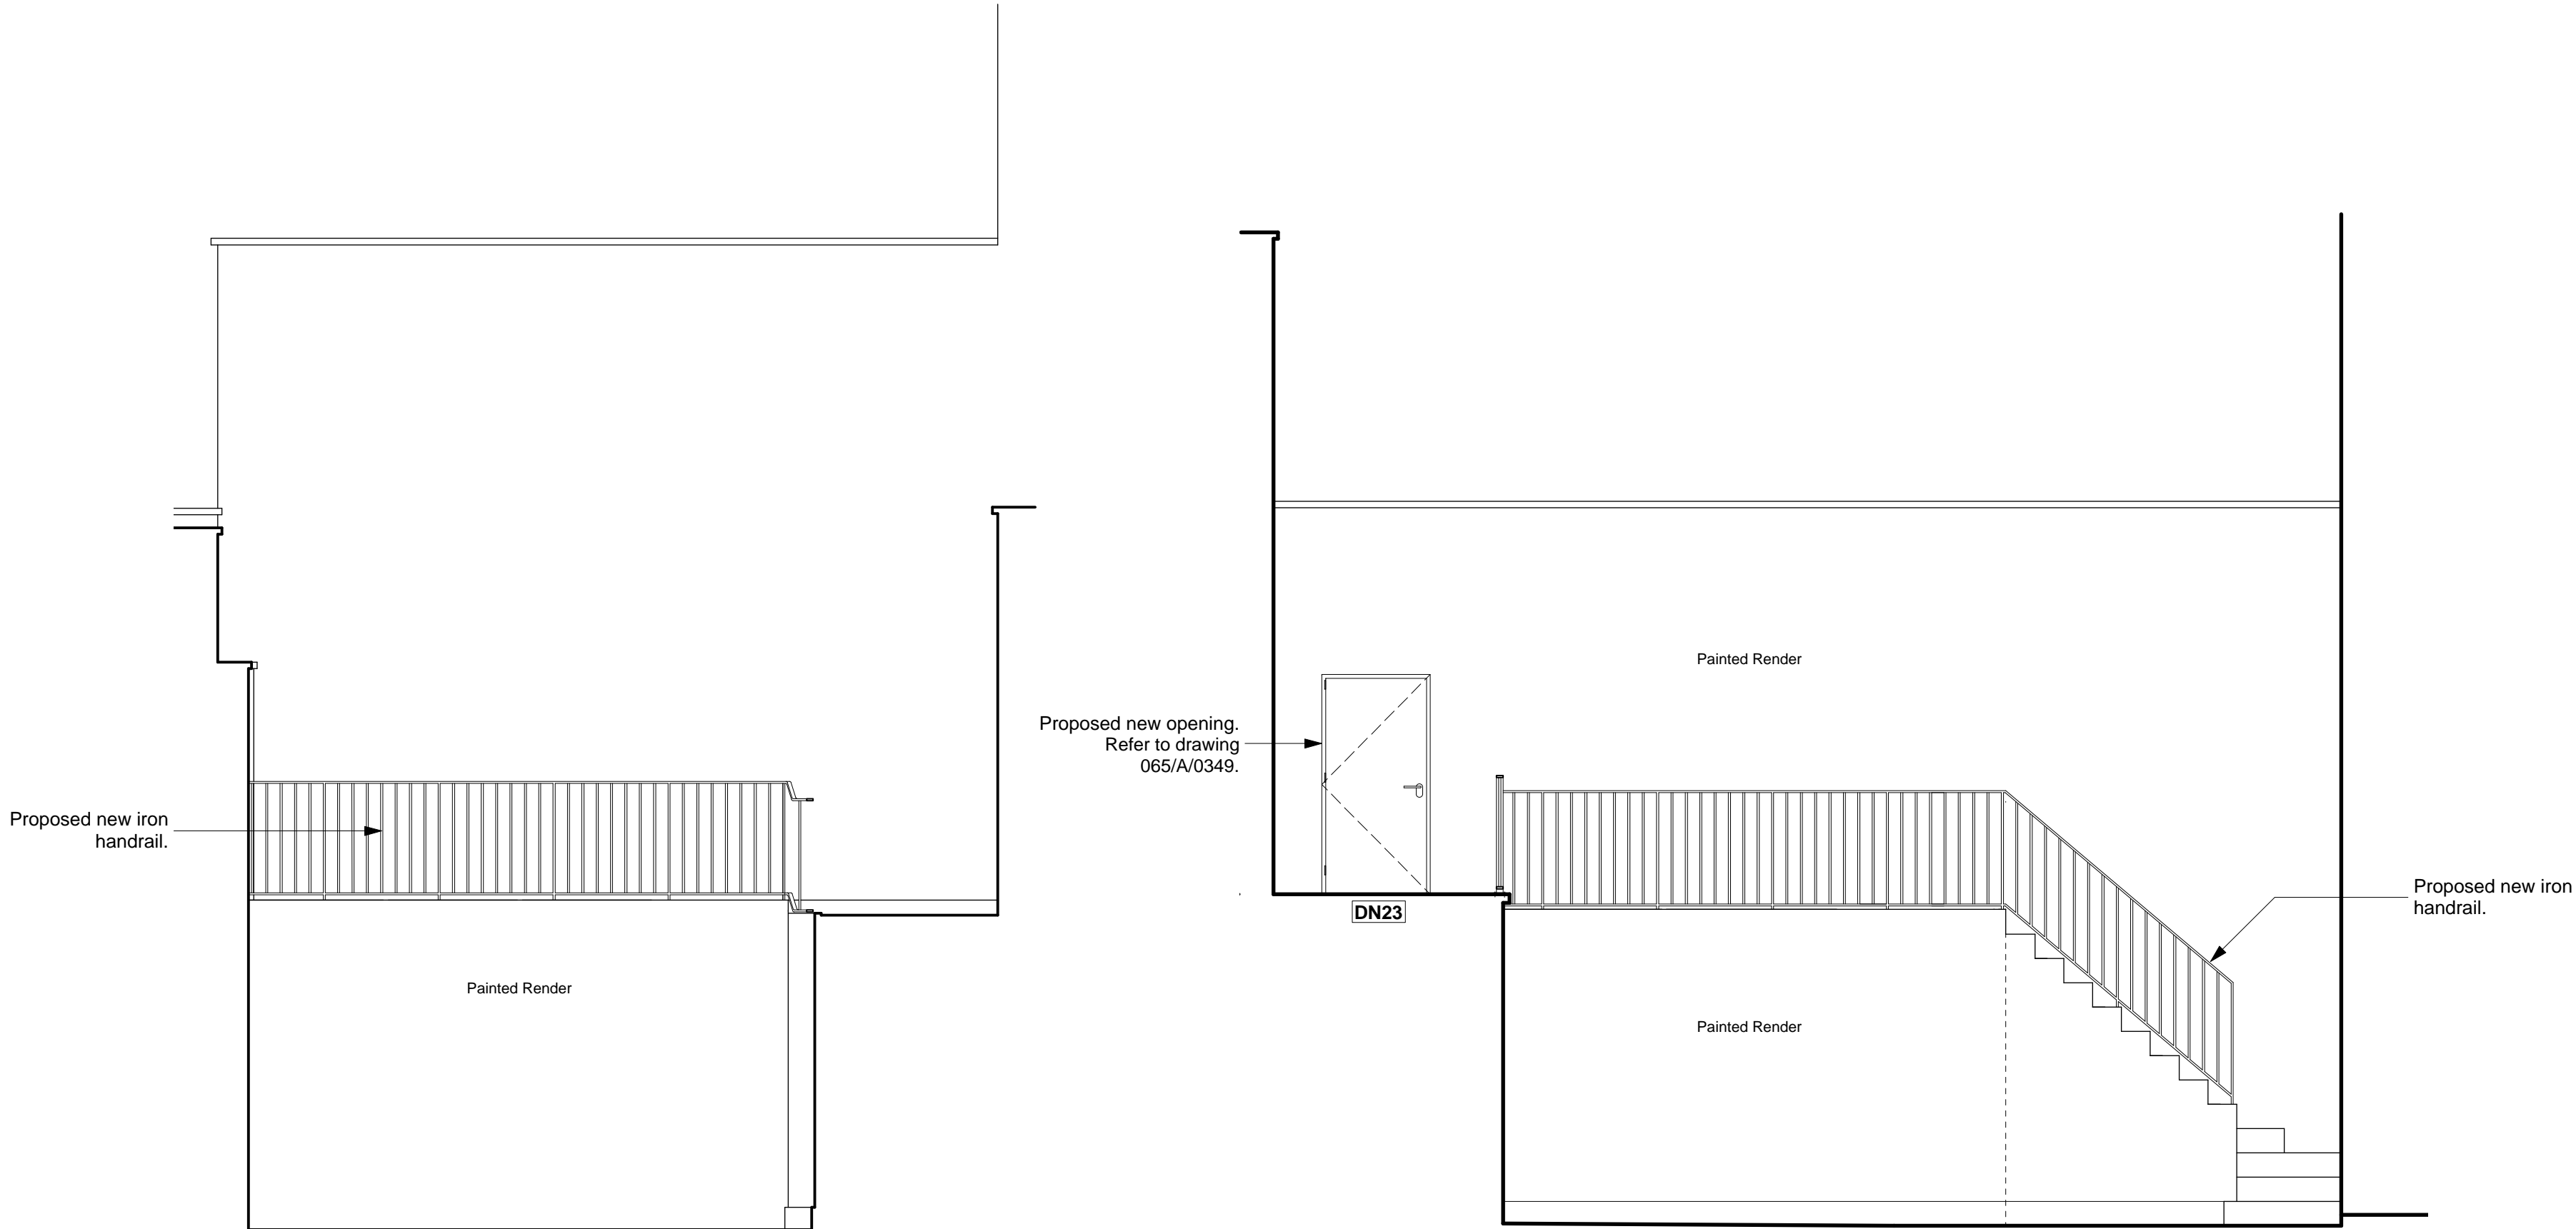 Proposed new iron
handrail.
Painted Render
Proposed new opening.
Refer to drawing
065/A/0349.
DN23
Painted Render
Painted Render
Proposed new iron
handrail.